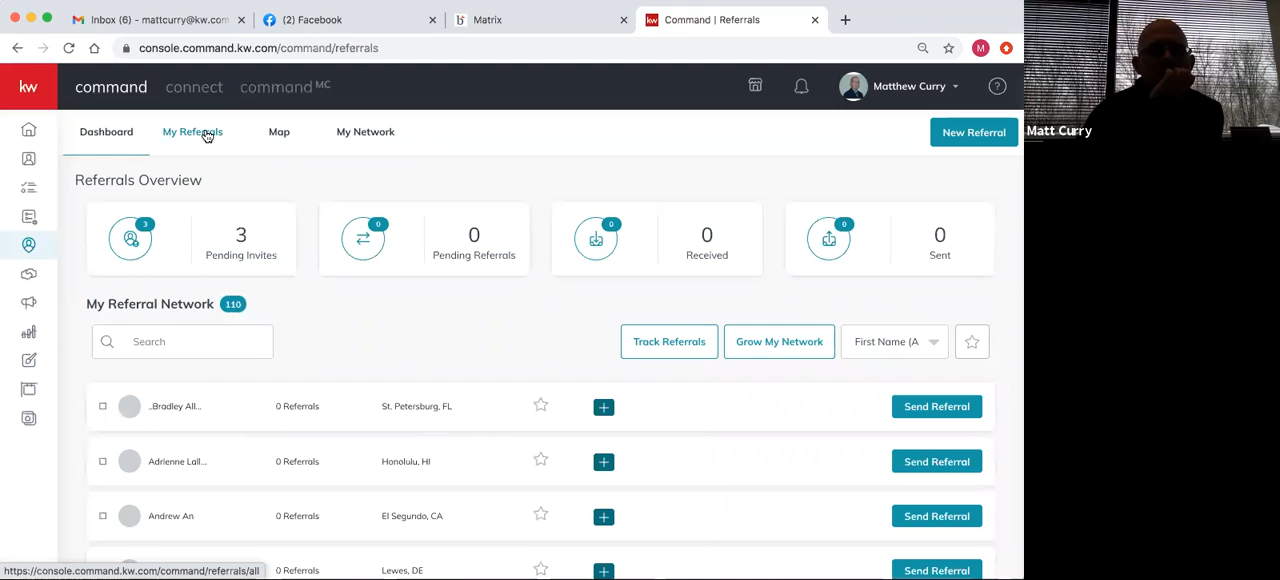 Inbox (6) - mattcurry@kw.com
(2) Facebook
Matrix
Command | Referrals
console.command.kw.com/command/referrals
M
kw
command
connect
command MC
Matthew Curry
Dashboard
My Referrals
Map
My Network
New Referral
Matt Curry
Referrals Overview
3
3
Pending Invites
0
0
Pending Referrals
0
0
Received
0
0
Sent
My Referral Network 110
Search
Track Referrals
Grow My Network
First Name (A
..Bradley All...
0 Referrals
St. Petersburg, FL
Send Referral
Adrienne Lall...
0 Referrals
Honolulu, HI
Send Referral
Andrew An
0 Referrals
El Segundo, CA
Send Referral
0 Referrals
Lewes, DE
Send Referral
https://console.command.kw.com/command/referrals/all